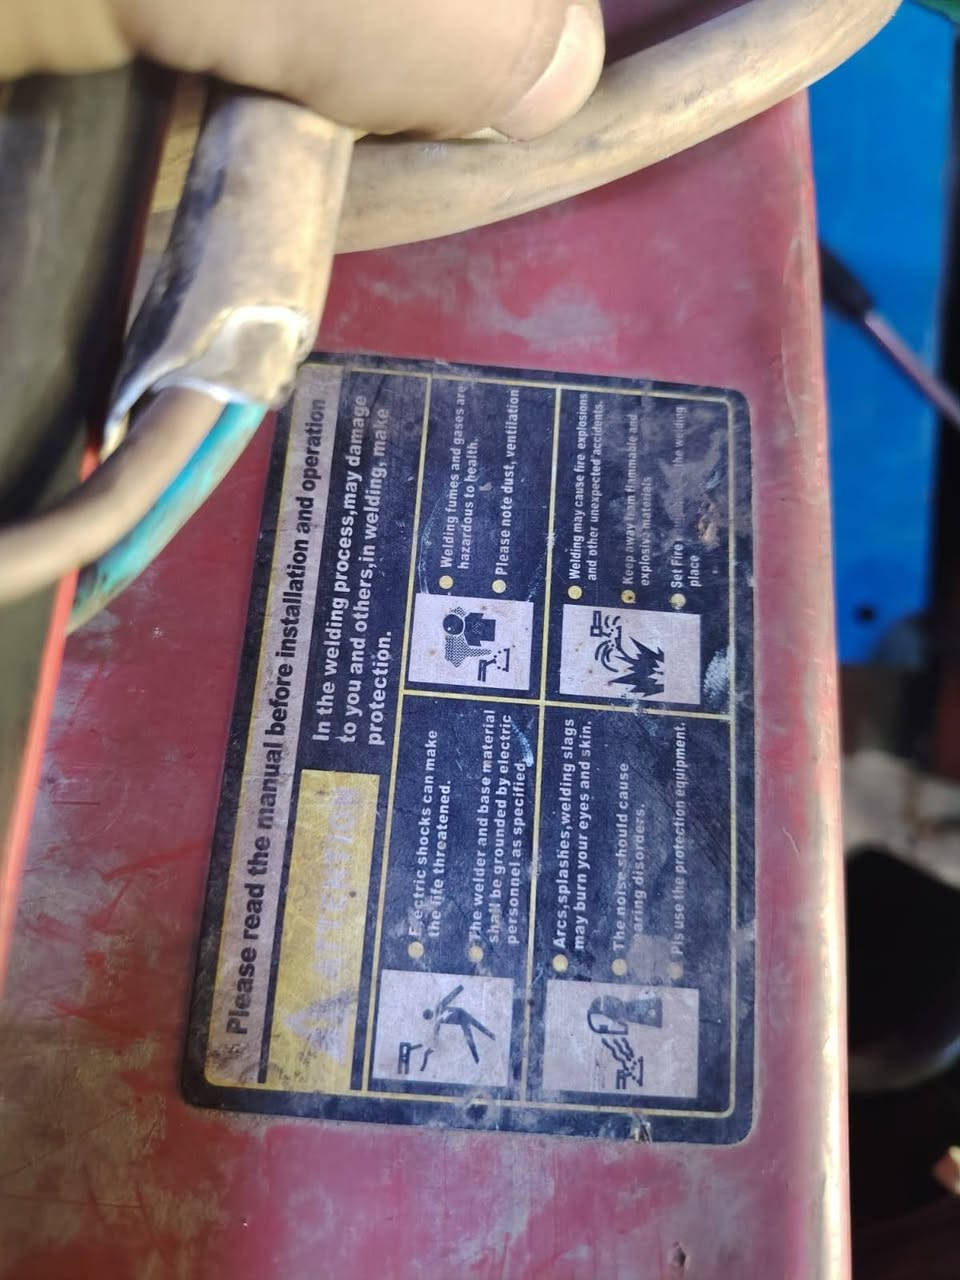 Please read the manual before installation and operation
ATTENTION
In the welding process,may damage
to you and others,in welding, make
protection.
Electric shocks can make
the life threatened.
The welder and base material
shall be grounded by electric
personnel as specified.
Welding fumes and gases are
hazardous to health.
Please note dust, ventilation
Arcs,splashes,welding slags
may burn your eyes and skin.
The noise should cause
aring disorders.
Pls use the protection equipment.
Welding may cause fire explosions
and other unexpected accidents.
Keep away from flammable and
explosive materials
Set Fire the welding
place